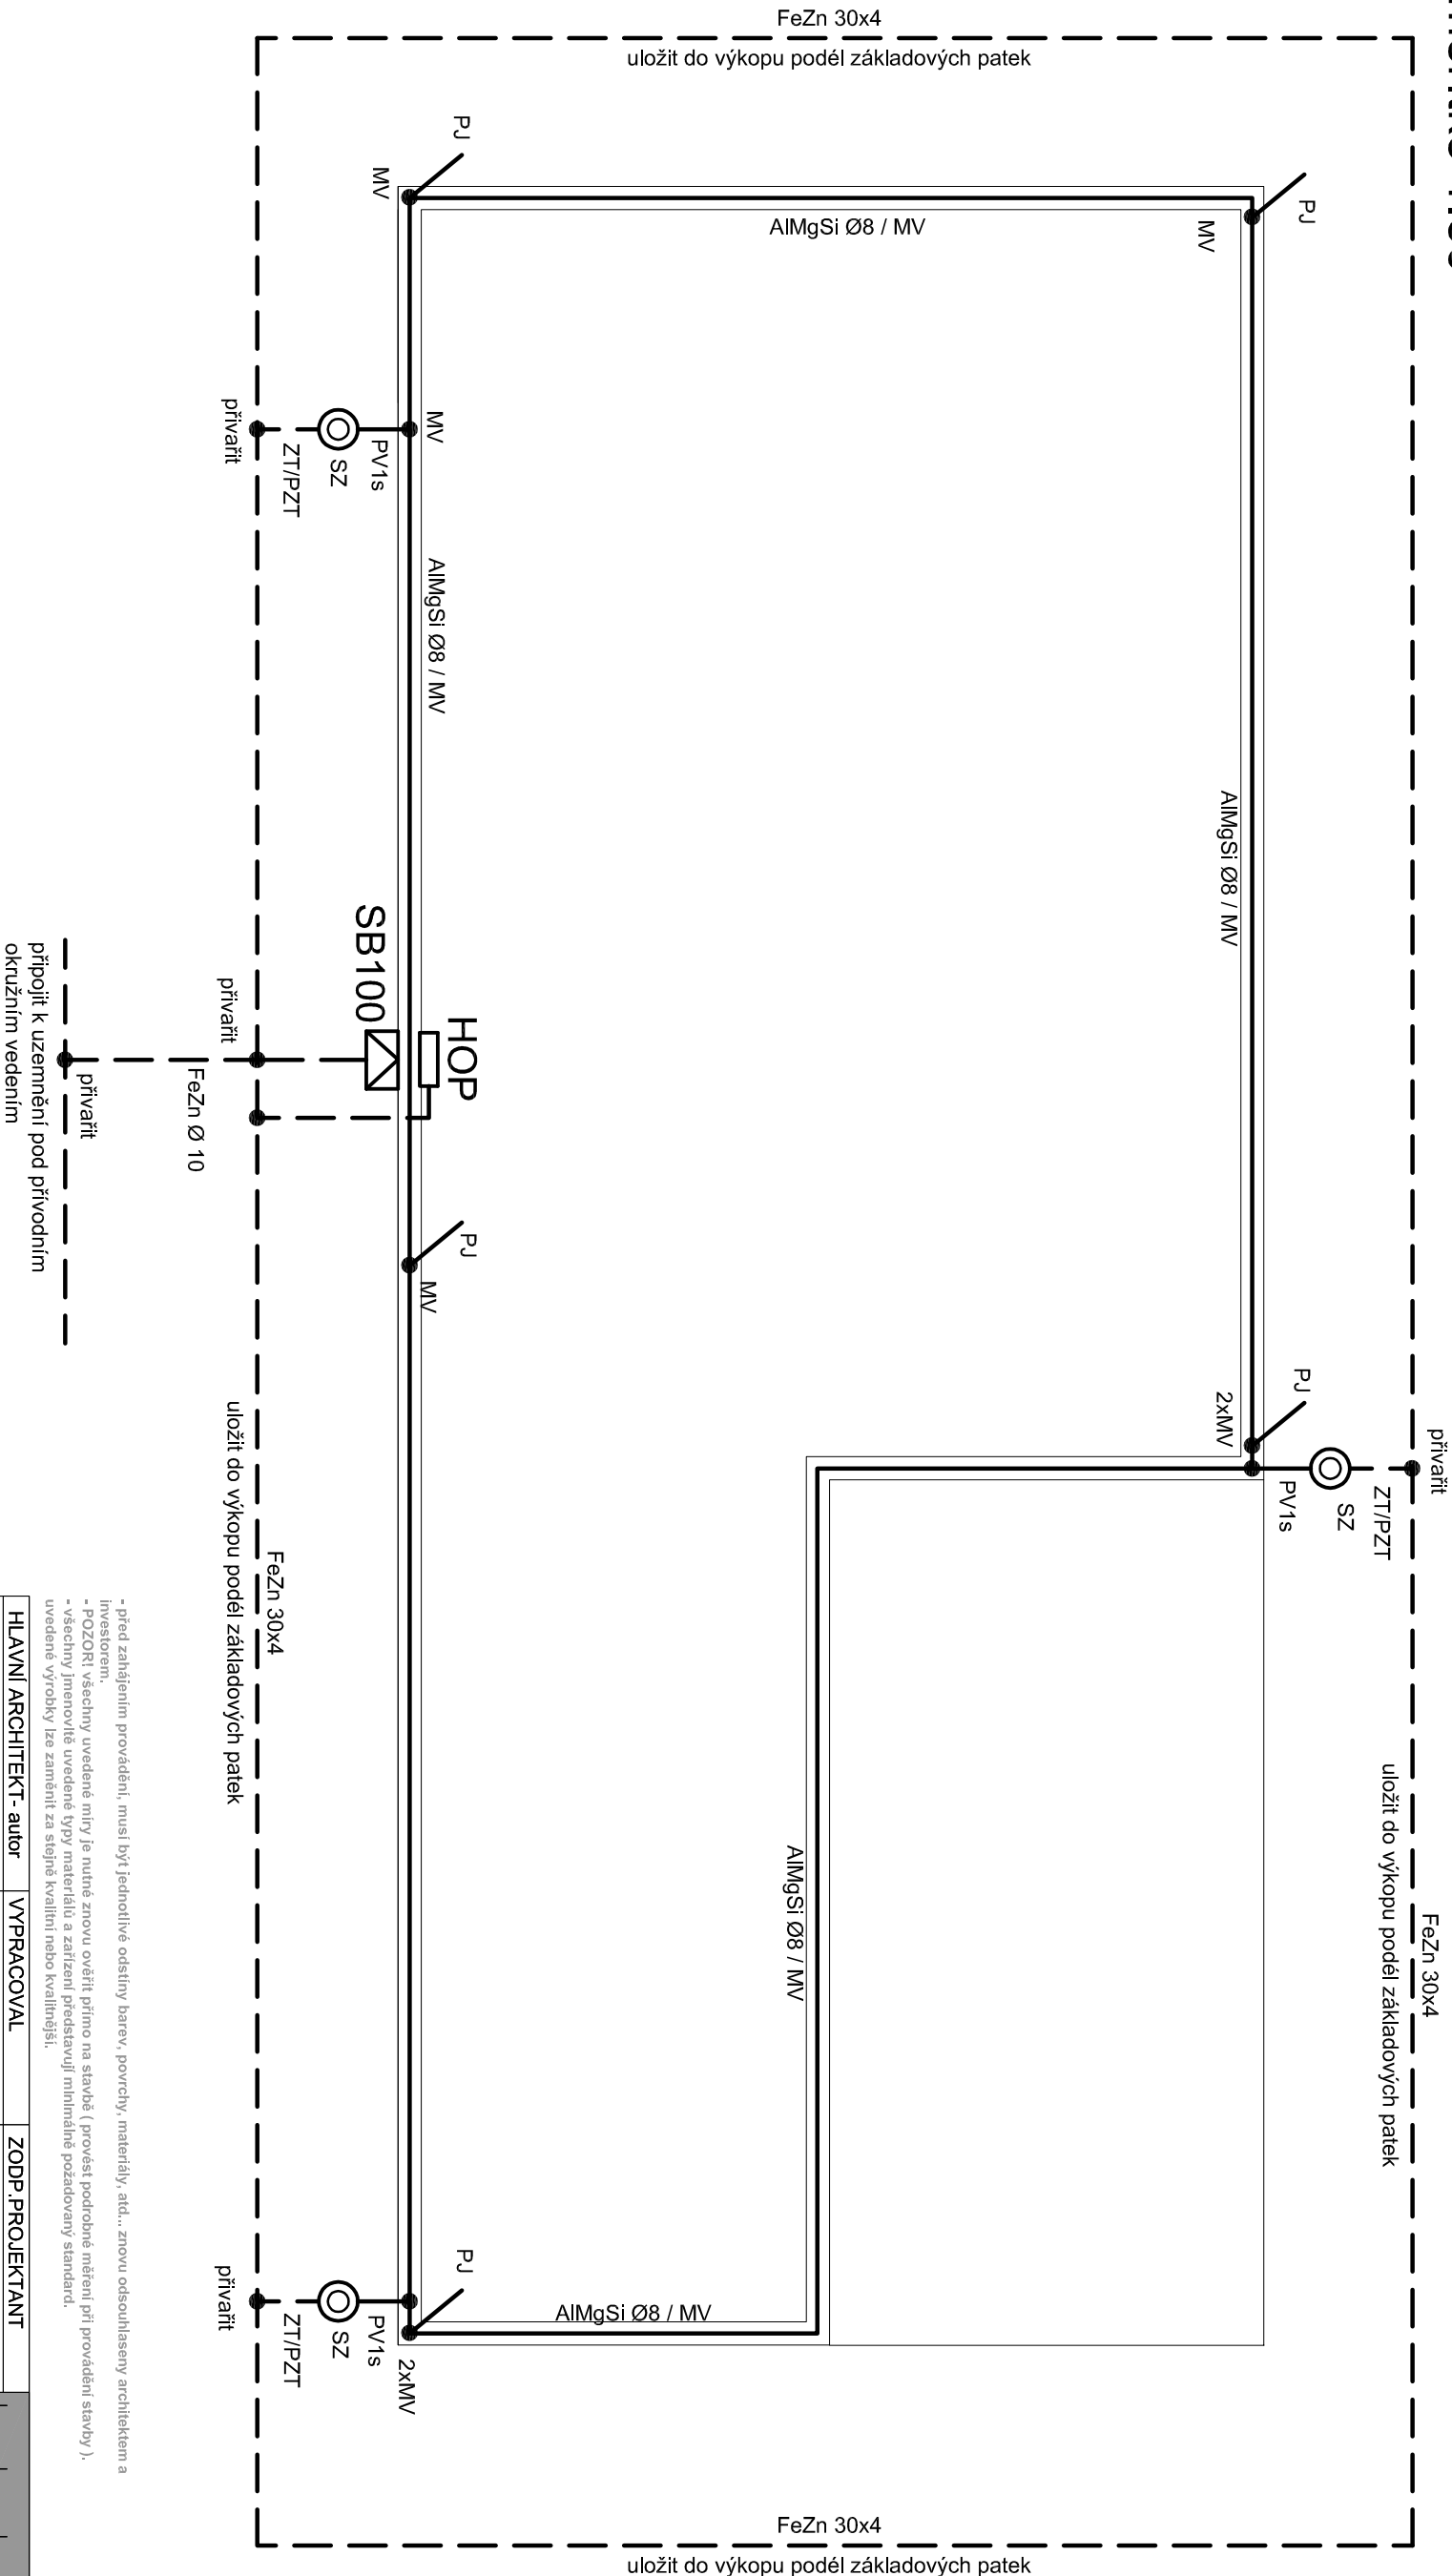 FeZn 30x4
uložit do výkopu podél základových patek
PJ
MV
PJ
MV
AlMgSi Ø8 / MV
přivařit
ZT/PZT
SZ
PV1s
MV
AlMgSi Ø8 / MV
AlMgSi Ø8 / MV
SB100
HOP
přivařit
FeZn Ø 10
přivařit
připojit k uzemnění pod přívodním
okružním vedením
PJ
MV
PJ
2xMV
PV1s
SZ
ZT/PZT
přivařit
FeZn 30x4
uložit do výkopu podél základových patek
FeZn 30x4
uložit do výkopu podél základových patek
AlMgSi Ø8 / MV
AlMgSi Ø8 / MV
PJ
2xMV
PV1s
SZ
ZT/PZT
přivařit
FeZn 30x4
uložit do výkopu podél základových patek
- před zahájením provádění, musí být jednotlivé odstíny barev, povrchy, materiály, atd... znovu odsouhlaseny architektem a
investorem.
- POZOR! všechny uvedené míry je nutné znovu ověřit přímo na stavbě ( provést podrobné měření při provádění stavby ).
- všechny jmenovitě uvedené typy materiálů a zařízení představují minimálně požadovaný standard.
uvedené výrobky lze zaměnit za stejně kvalitní nebo kvalitnější.
HLAVNÍ ARCHITEKT- autor
VYPRACOVAL
ZODP.PROJEKTANT